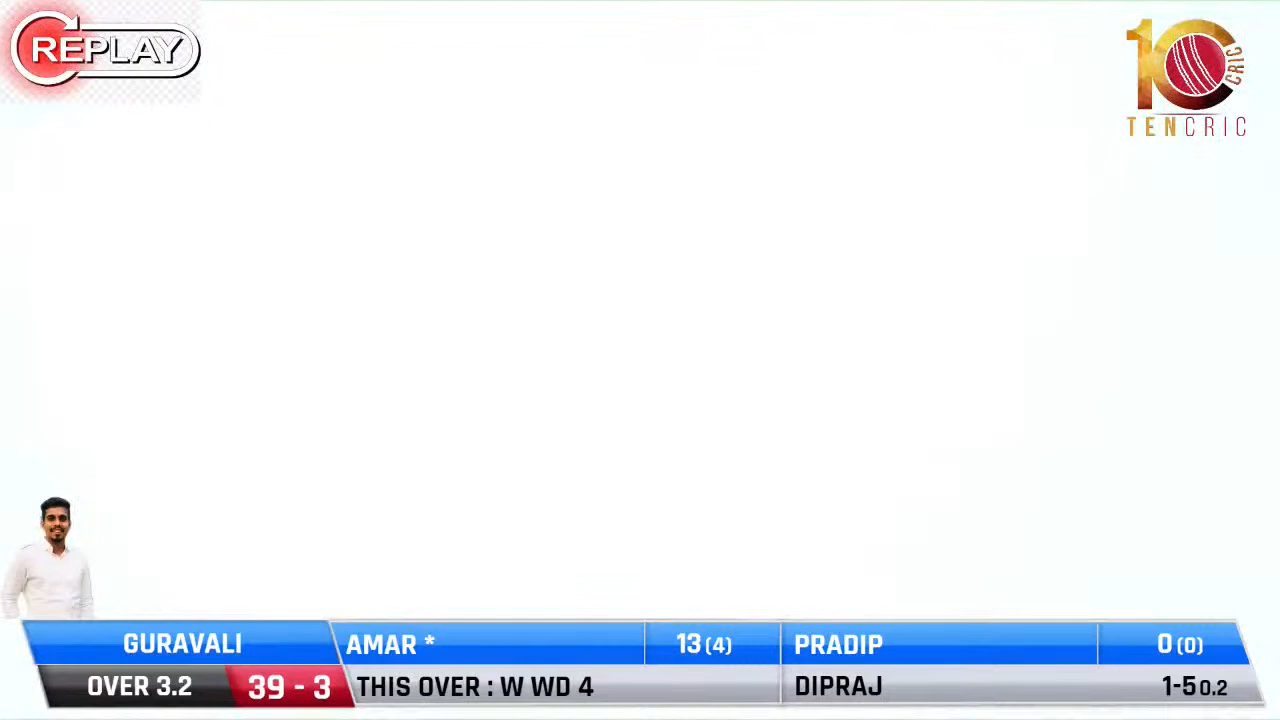 REPLAY
10 CRIC
TENCRIC
GURAVALI
AMAR *
13 (4)
PRADIP
0 (0)
OVER 3.2
39 - 3
THIS OVER : W WD 4
DIPRAJ
1-5 0.2